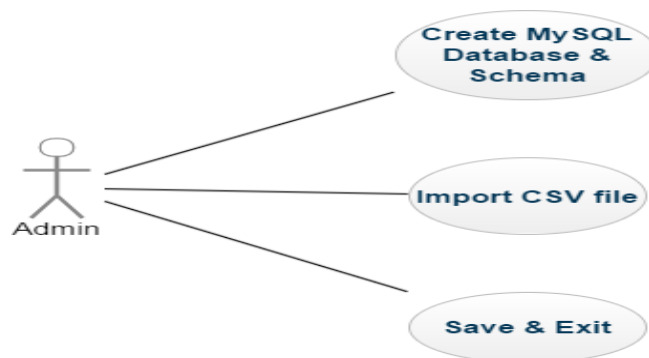 Create MySQL
Database &
Schema
Import CSV file
Admin
Save & Exit